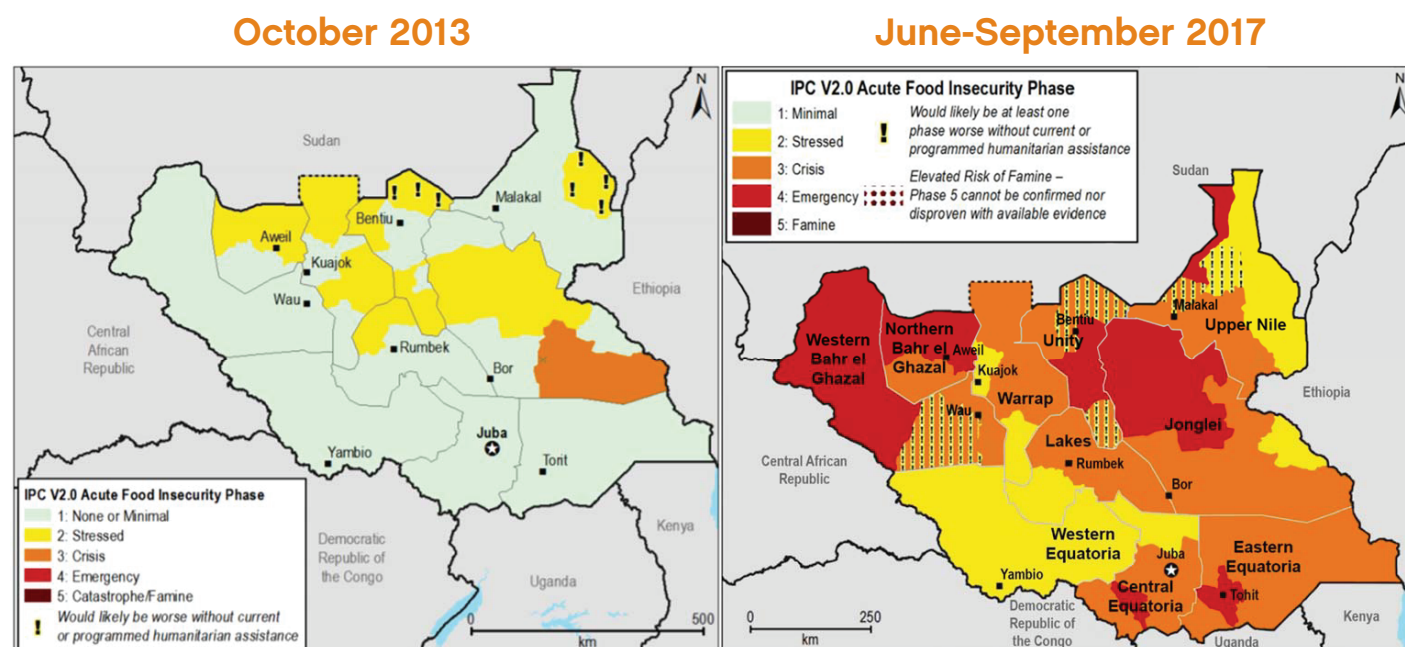 October 2013
N
Sudan
Malakal
Bentiu
Aweil
Kuajok
Wau
Ethiopia
Central
African
Republic
Rumbek
Bor
Juba
Yambio
Torit
IPC V2.0 Acute Food Insecurity Phase
1: None or Minimal
2: Stressed
3: Crisis
4: Emergency
5: Catastrophe/Famine
! Would likely be worse without current
or programmed humanitarian assistance
Democratic
Republic of
the Congo
Uganda
Kenya
0 500
km
June-September 2017
IPC V2.0 Acute Food Insecurity Phase
1: Minimal
2: Stressed
3: Crisis
4: Emergency
5: Famine
! Would likely be at least one
phase worse without current or
programmed humanitarian assistance
Elevated Risk of Famine –
Phase 5 cannot be confirmed nor
disproven with available evidence
N
Sudan
Malakal
Upper Nile
Bentiu
Unity
Western
Bahr el
Ghazal
Northern
Bahr el
Ghazal
Aweil
Kuajok
Ethiopia
Warrap
Wau
Jonglei
Lakes
Rumbek
Central African
Republic
Bor
Western
Equatoria
Juba
Eastern
Equatoria
Yambio
Central
Equatoria
Tohit
Democratic
Republic of
the Congo
Uganda
Kenya
0 250
km